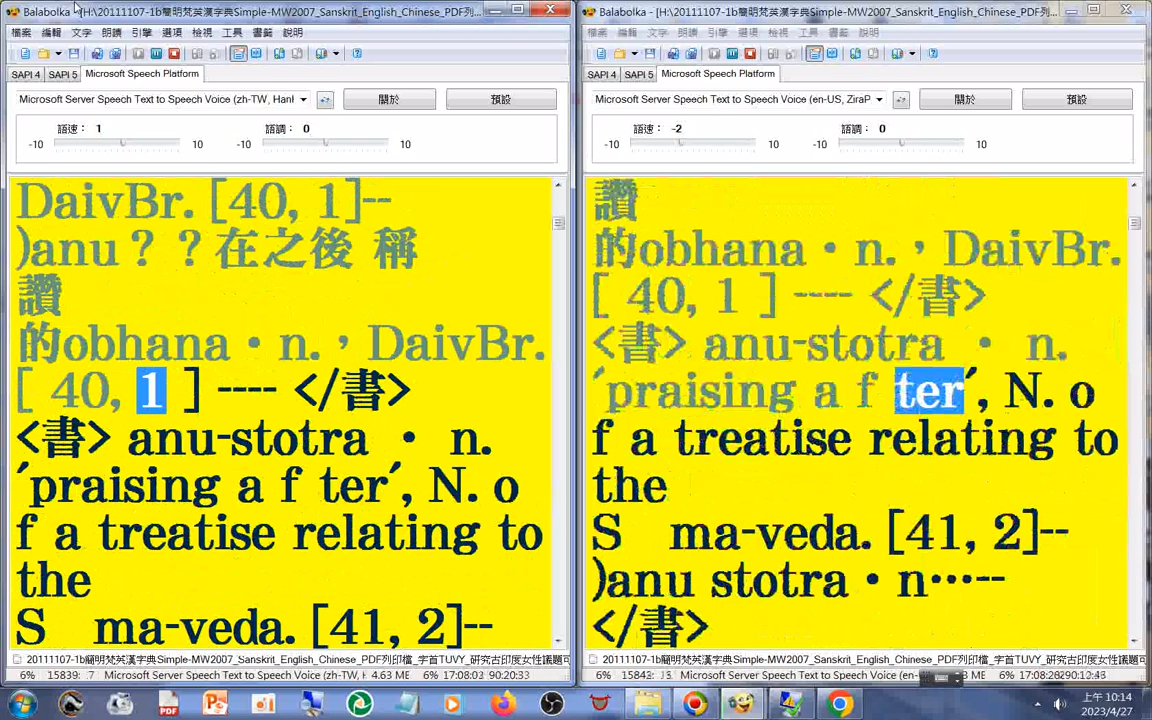 Balabolka - [H:\20111107-1b簡明梵英漢字典Simple-MW2007_Sanskrit_English_Chinese_PDF列...
檔案 編輯 文字 朗讀 引擎 選項 檢視 工具 書籤 說明
SAPI 4 SAPI 5 Microsoft Speech Platform
Microsoft Server Speech Text to Speech Voice (zh-TW, Hanl 關於 預設
語速: 1 語調: 0
-10 10 -10 10
DaivBr. [40, 1]--
)anu？？在之後 稱
讚
的obhana‧n.，DaivBr.
[ 40, 1 ] ---- </書>
<書> anu-stotra ‧ n.
´praising a f ter´, N. o
f a treatise relating to
the
S ma-veda. [41, 2]--
20111107-1b簡明梵英漢字典Simple-MW2007_Sanskrit_English_Chinese_PDF列印檔_字首TUVY_研究古印度女性議題可
6% 15839: Microsoft Server Speech Text to Speech Voice (zh-TW, H 4.63 MB 6% 17:08:03
Balabolka - [H:\20111107-1b簡明梵英漢字典Simple-MW2007_Sanskrit_English_Chinese_PDF列...
檔案 編輯 文字 朗讀 引擎 選項 檢視 工具 書籤 說明
SAPI 4 SAPI 5 Microsoft Speech Platform
Microsoft Server Speech Text to Speech Voice (en-US, ZiraP 關於 預設
語速: -2 語調: 0
-10 10 -10 10
讚
的obhana‧n.，DaivBr.
[ 40, 1 ] ---- </書>
<書> anu-stotra ‧ n.
´praising a f ter´, N. o
f a treatise relating to
the
S ma-veda. [41, 2]--
)anu stotra‧n…--
</書>
20111107-1b簡明梵英漢字典Simple-MW2007_Sanskrit_English_Chinese_PDF列印檔_字首TUVY_研究古印度女性議題可
6% Microsoft Server Speech Text to Speech Voice
上午 10:14
2023/4/27